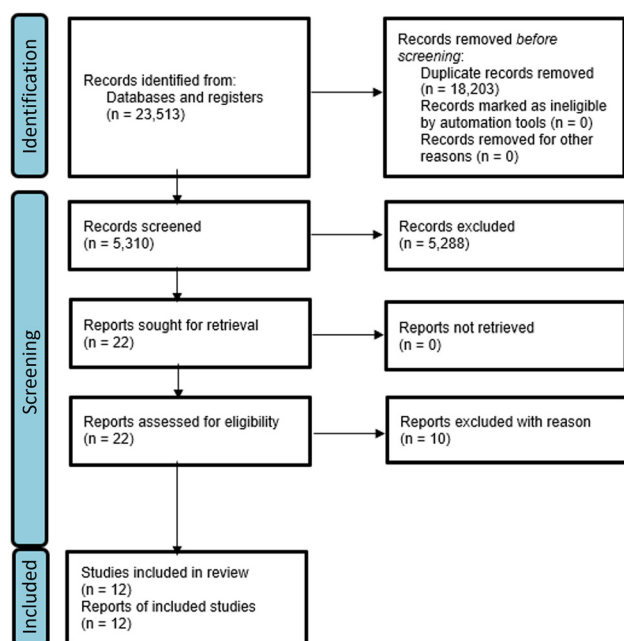 Identification
Records identified from:
Databases and registers
(n = 23,513)
Records removed before
screening:
Duplicate records removed
(n = 18,203)
Records marked as ineligible
by automation tools (n = 0)
Records removed for other
reasons (n = 0)
Screening
Records screened
(n = 5,310)
Records excluded
(n = 5,288)
Reports sought for retrieval
(n = 22)
Reports not retrieved
(n = 0)
Reports assessed for eligibility
(n = 22)
Reports excluded with reason
(n = 10)
Included
Studies included in review
(n = 12)
Reports of included studies
(n = 12)